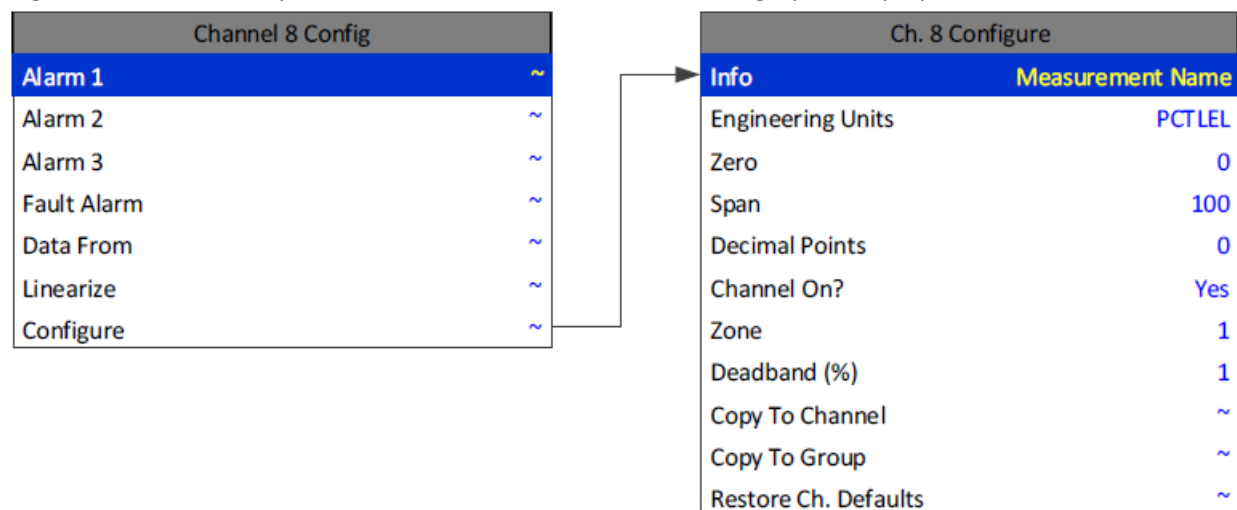 Channel 8 Config
Alarm 1 ~
Alarm 2 ~
Alarm 3 ~
Fault Alarm ~
Data From ~
Linearize ~
Configure ~
Ch. 8 Configure
Info Measurement Name
Engineering Units PCTLEL
Zero 0
Span 100
Decimal Points 0
Channel On? Yes
Zone 1
Deadband (%) 1
Copy To Channel ~
Copy To Group ~
Restore Ch. Defaults ~